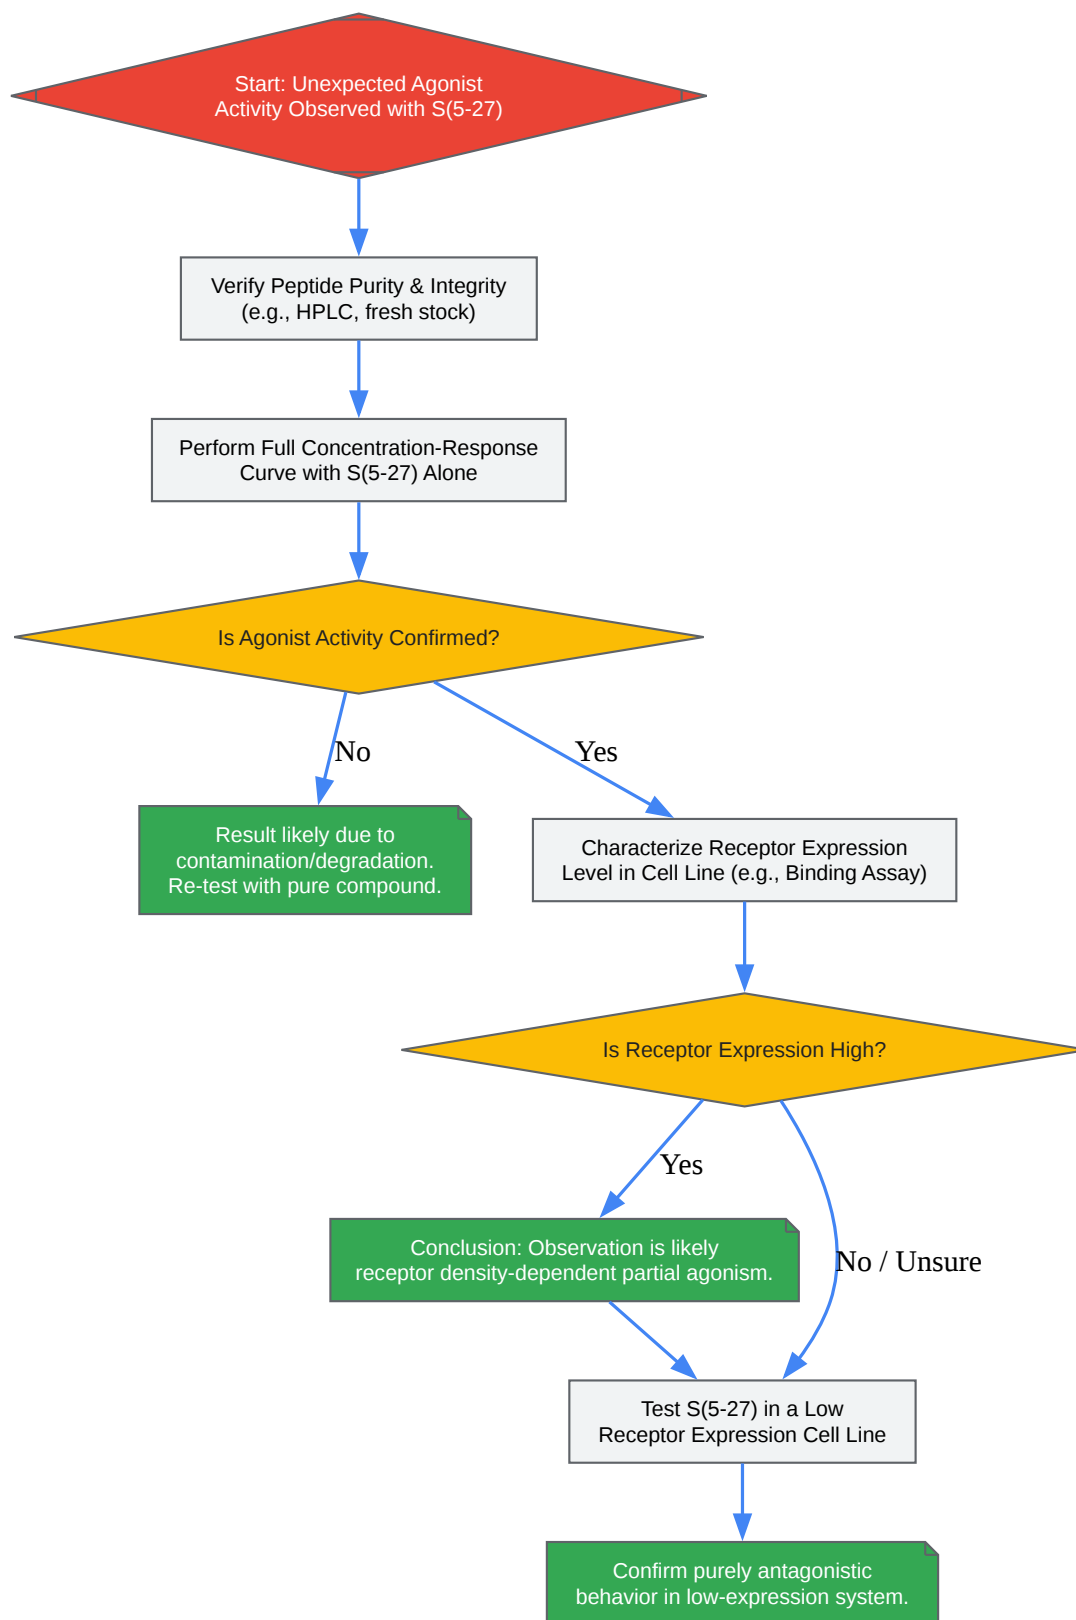 Start: Unexpected Agonist
Activity Observed with S(5-27)
Verify Peptide Purity & Integrity
(e.g., HPLC, fresh stock)
Perform Full Concentration-Response
Curve with S(5-27) Alone
Is Agonist Activity Confirmed?
No
Yes
Result likely due to
contamination/degradation.
Re-test with pure compound.
Characterize Receptor Expression
Level in Cell Line (e.g., Binding Assay)
Is Receptor Expression High?
Yes
Conclusion: Observation is likely
receptor density-dependent partial agonism.
No / Unsure
Test S(5-27) in a Low
Receptor Expression Cell Line
Confirm purely antagonistic
behavior in low-expression system.